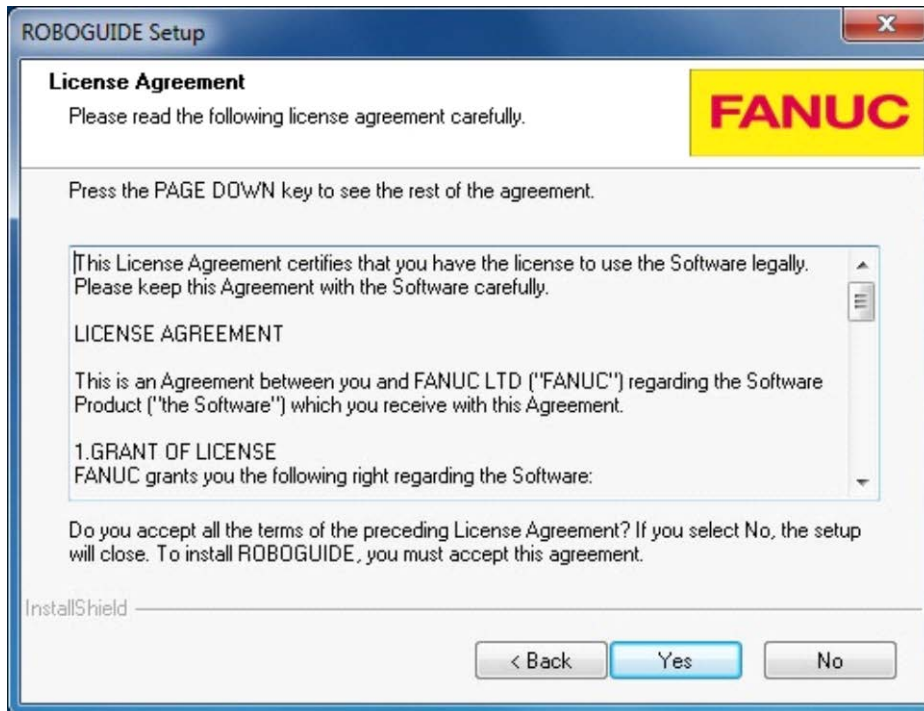 ROBOGUIDE Setup
X
License Agreement
Please read the following license agreement carefully.
FANUC
Press the PAGE DOWN key to see the rest of the agreement.
This License Agreement certifies that you have the license to use the Software legally.
Please keep this Agreement with the Software carefully.
LICENSE AGREEMENT
This is an Agreement between you and FANUC LTD ("FANUC") regarding the Software
Product ("the Software") which you receive with this Agreement.
1.GRANT OF LICENSE
FANUC grants you the following right regarding the Software:
Do you accept all the terms of the preceding License Agreement? If you select No, the setup
will close. To install ROBOGUIDE, you must accept this agreement.
InstallShield
< Back
Yes
No